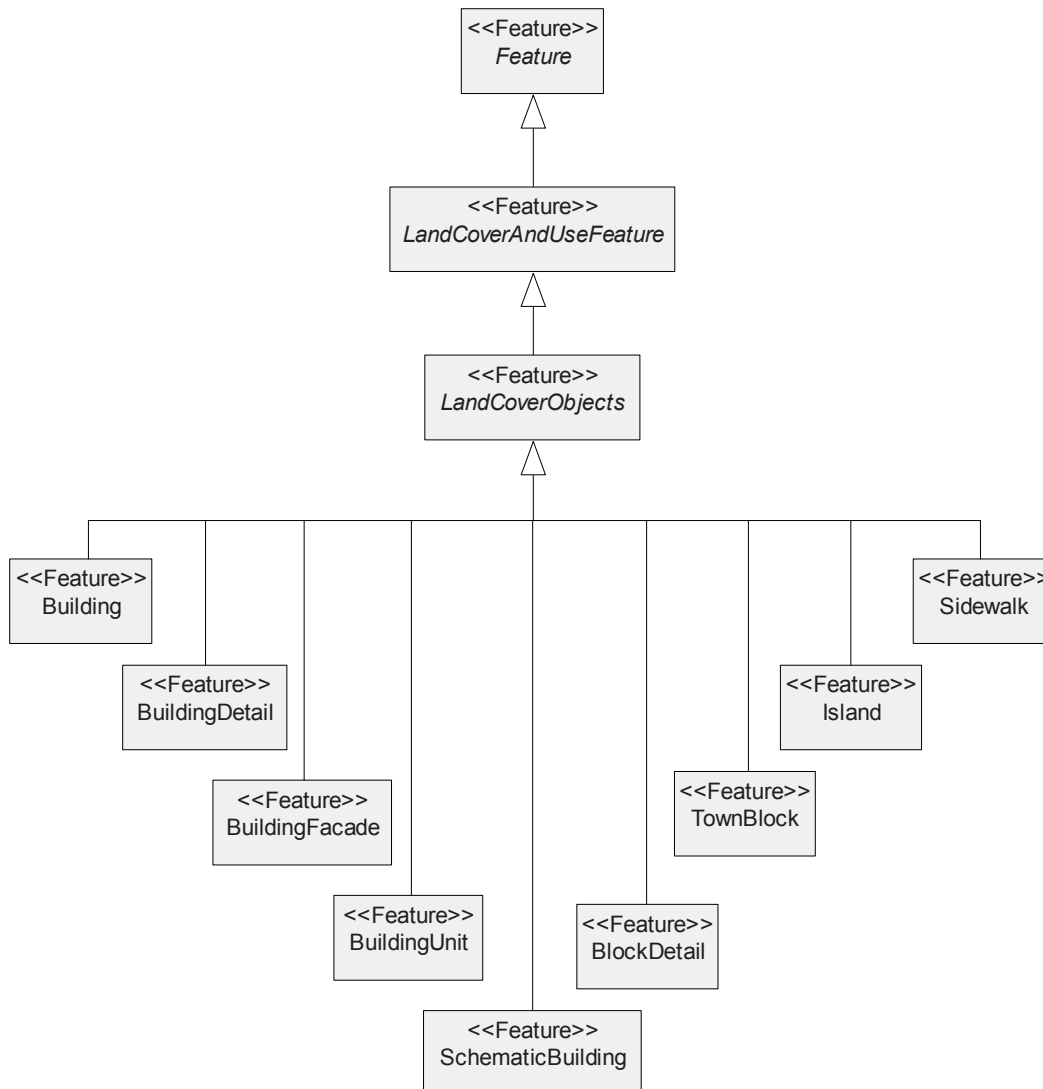 <<Feature>>
Feature
<<Feature>>
LandCoverAndUseFeature
<<Feature>>
LandCoverObjects
<<Feature>>
Building
<<Feature>>
Sidewalk
<<Feature>>
BuildingDetail
<<Feature>>
Island
<<Feature>>
BuildingFacade
<<Feature>>
TownBlock
<<Feature>>
BuildingUnit
<<Feature>>
BlockDetail
<<Feature>>
SchematicBuilding